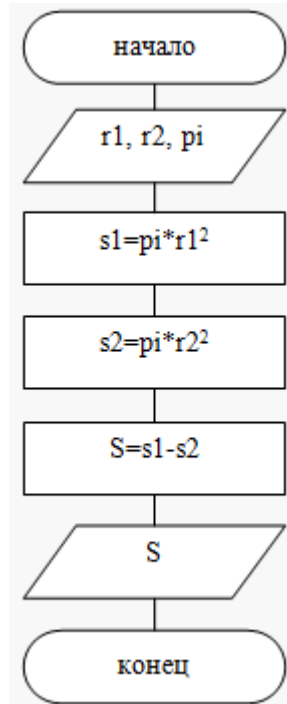 начало
r1, r2, pi
s1=pi*r1²
s2=pi*r2²
S=s1-s2
S
конец